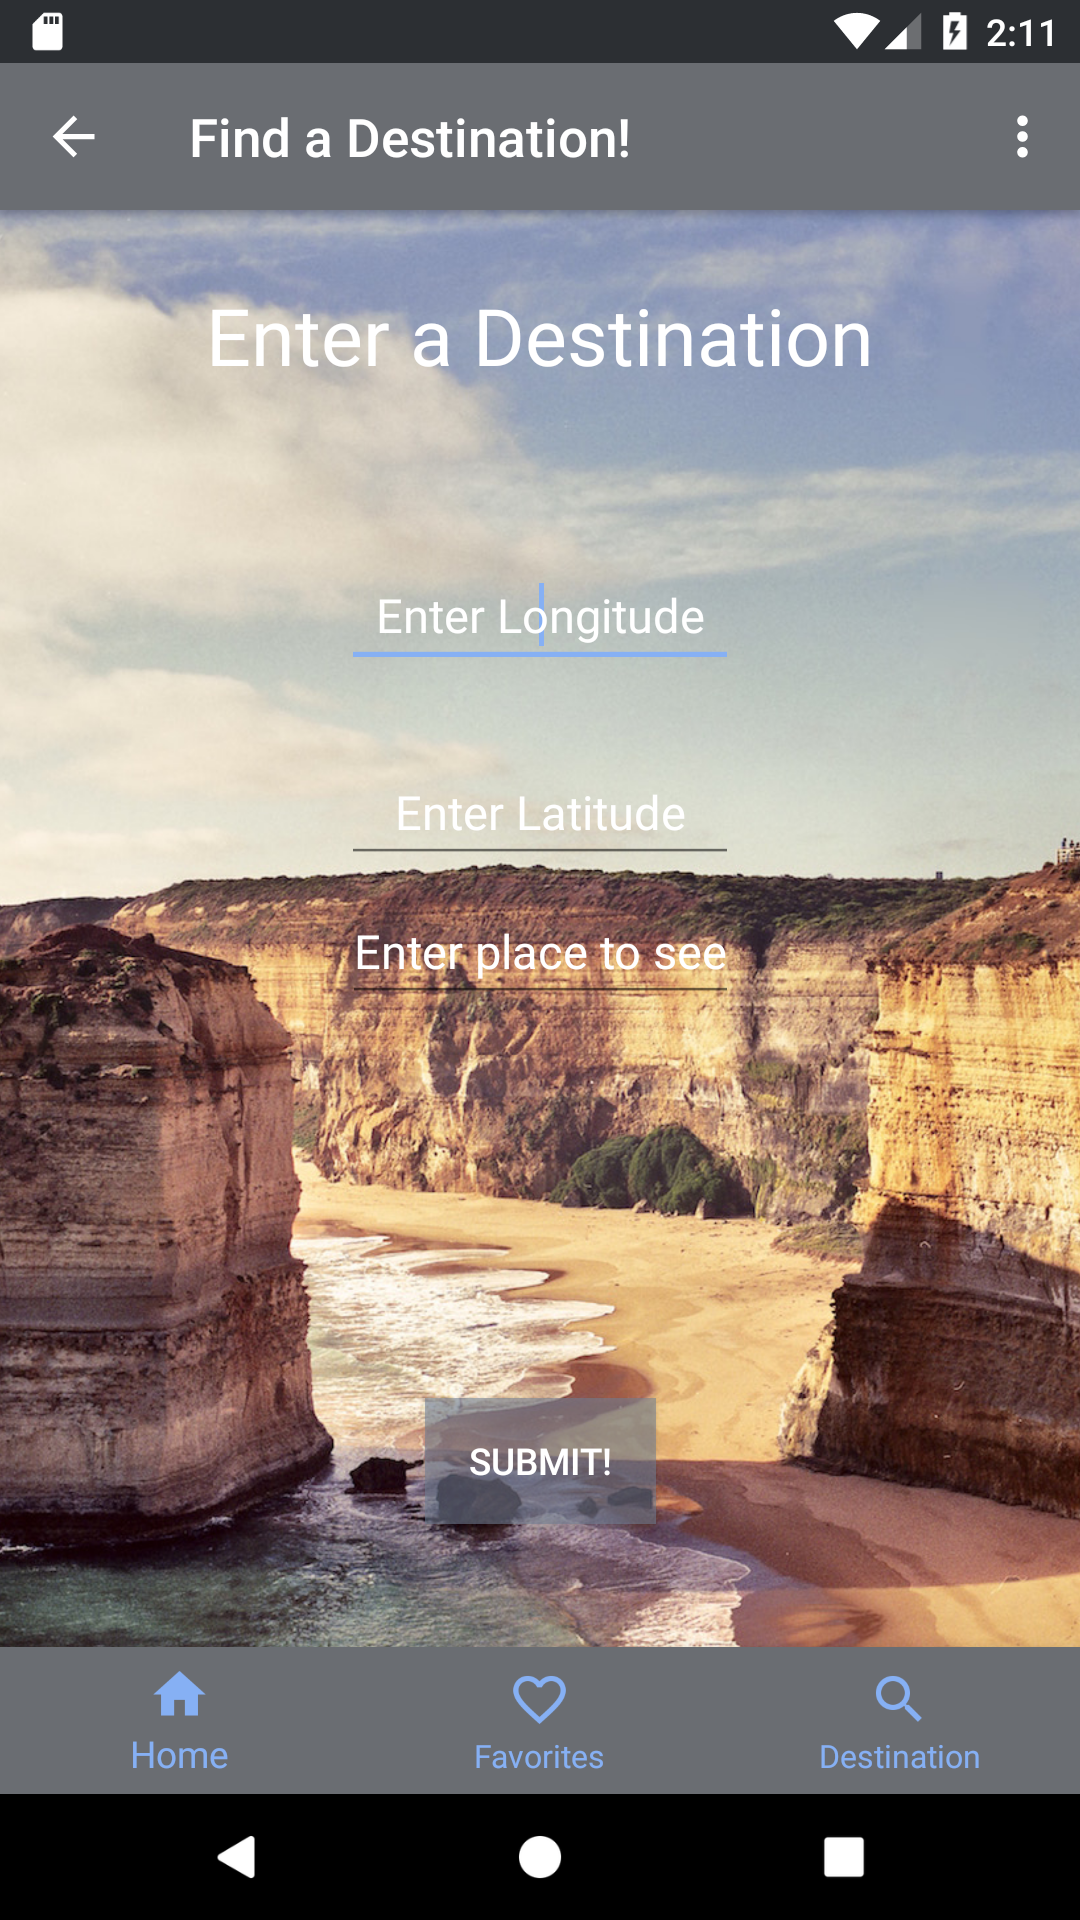 2:11
Find a Destination!
Enter a Destination
Enter Longitude
Enter Latitude
Enter place to see
SUBMIT!
Home
Favorites
Destination